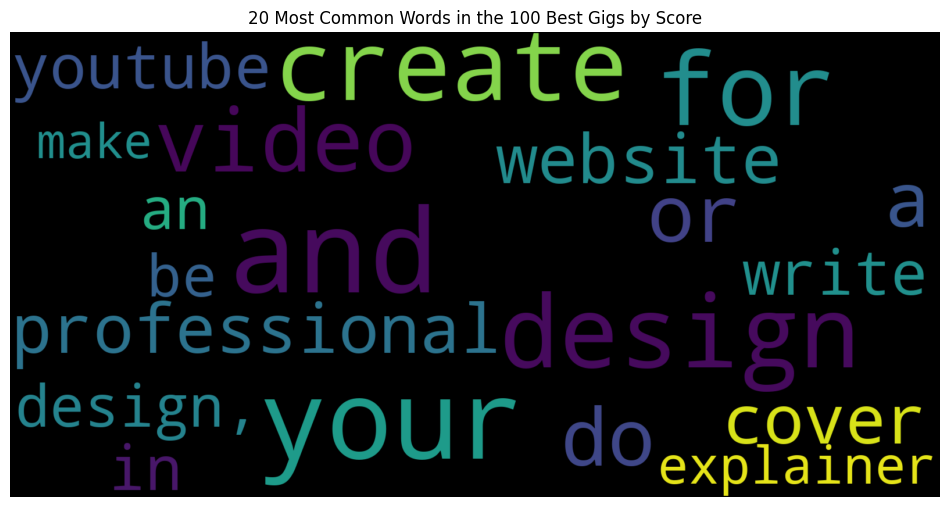 20 Most Common Words in the 100 Best Gigs by Score
youtube create for
make video website
an or a
be and write
professional design
design, your do cover
in explainer